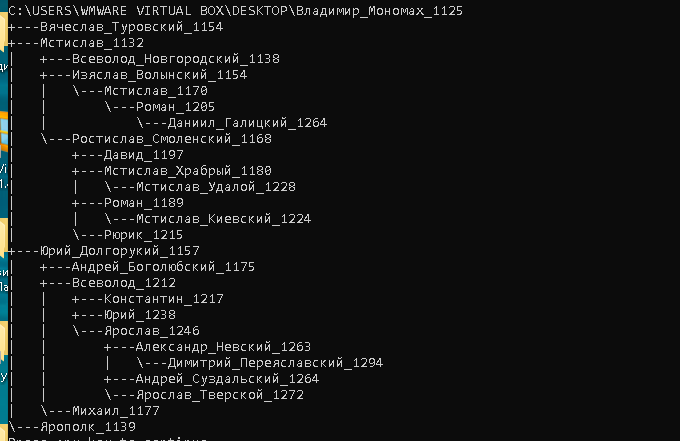 C:\USERS\WMWARE VIRTUAL BOX\DESKTOP\Владимир_Мономах_1125
+---Вячеслав_Туровский_1154
+---Мстислав_1132
|   +---Всеволод_Новгородский_1138
|   +---Изяслав_Волынский_1154
|   |   \---Мстислав_1170
|   |       \---Роман_1205
|   |           \---Даниил_Галицкий_1264
|   \---Ростислав_Смоленский_1168
|       +---Давид_1197
|       +---Мстислав_Храбрый_1180
|       |   \---Мстислав_Удалой_1228
|       +---Роман_1189
|       |   \---Мстислав_Киевский_1224
|       \---Рюрик_1215
+---Юрий_Долгорукий_1157
|   +---Андрей_Боголюбский_1175
|   +---Всеволод_1212
|   |   +---Константин_1217
|   |   +---Юрий_1238
|   |   \---Ярослав_1246
|   |       +---Александр_Невский_1263
|   |       |   \---Димитрий_Переяславский_1294
|   |       +---Андрей_Суздальский_1264
|   |       \---Ярослав_Тверской_1272
|   \---Михаил_1177
\---Ярополк_1139